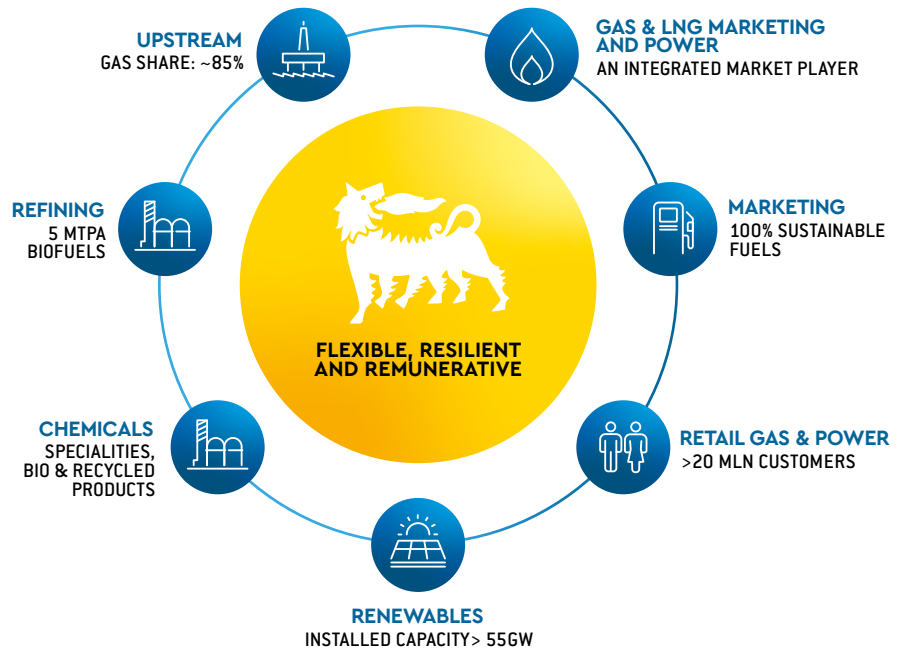 UPSTREAM
GAS SHARE: ~85%
GAS & LNG MARKETING
AND POWER
AN INTEGRATED MARKET PLAYER
REFINING
5 MTPA
BIOFUELS
MARKETING
100% SUSTAINABLE
FUELS
FLEXIBLE, RESILIENT
AND REMUNERATIVE
CHEMICALS
SPECIALITIES,
BIO & RECYCLED
PRODUCTS
RETAIL GAS & POWER
>20 MLN CUSTOMERS
RENEWABLES
INSTALLED CAPACITY> 55GW